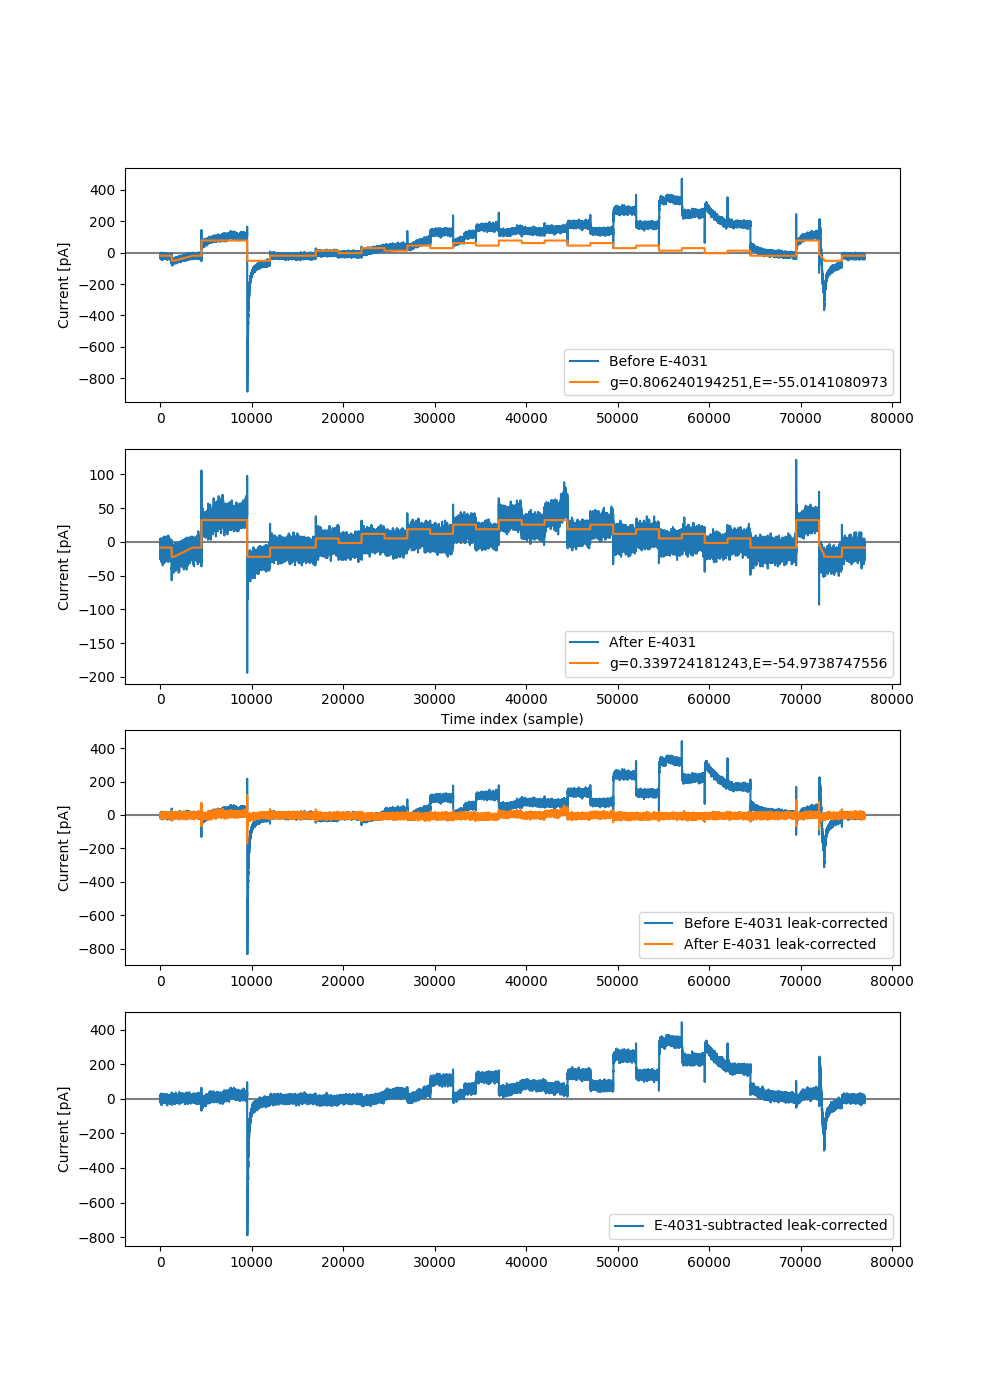 400
200
0
−200
−400
−600
−800
Current [pA]
Before E-4031
g=0.806240194251,E=-55.0141080973
0 10000 20000 30000 40000 50000 60000 70000 80000
100
50
0
−50
−100
−150
−200
Current [pA]
After E-4031
g=0.339724181243,E=-54.9738747556
0 10000 20000 30000 40000 50000 60000 70000 80000
Time index (sample)
400
200
0
−200
−400
−600
−800
Current [pA]
Before E-4031 leak-corrected
After E-4031 leak-corrected
0 10000 20000 30000 40000 50000 60000 70000 80000
400
200
0
−200
−400
−600
−800
Current [pA]
E-4031-subtracted leak-corrected
0 10000 20000 30000 40000 50000 60000 70000 80000